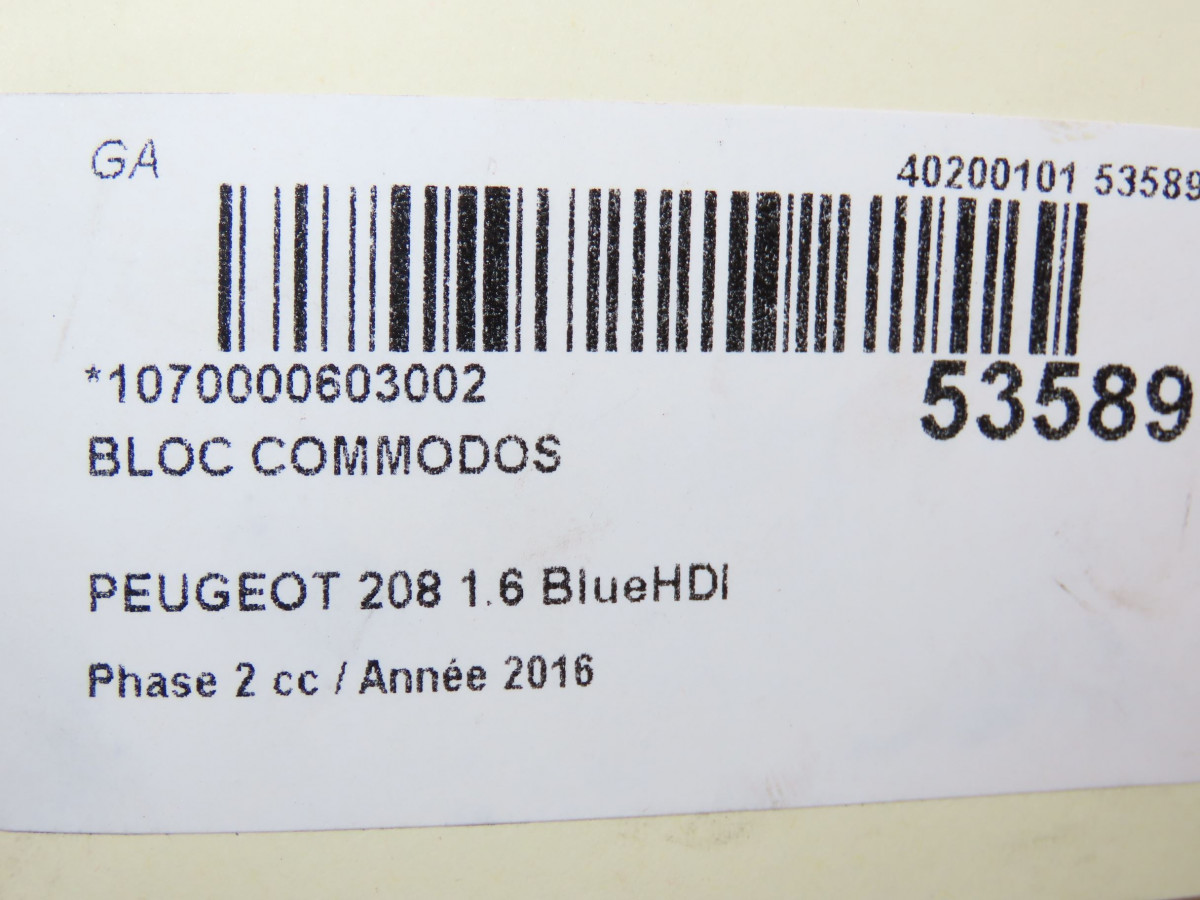 GA
40200101 53589
*1070000603002
53589
BLOC COMMODOS
PEUGEOT 208 1.6 BlueHDI
Phase 2 cc / Année 2016